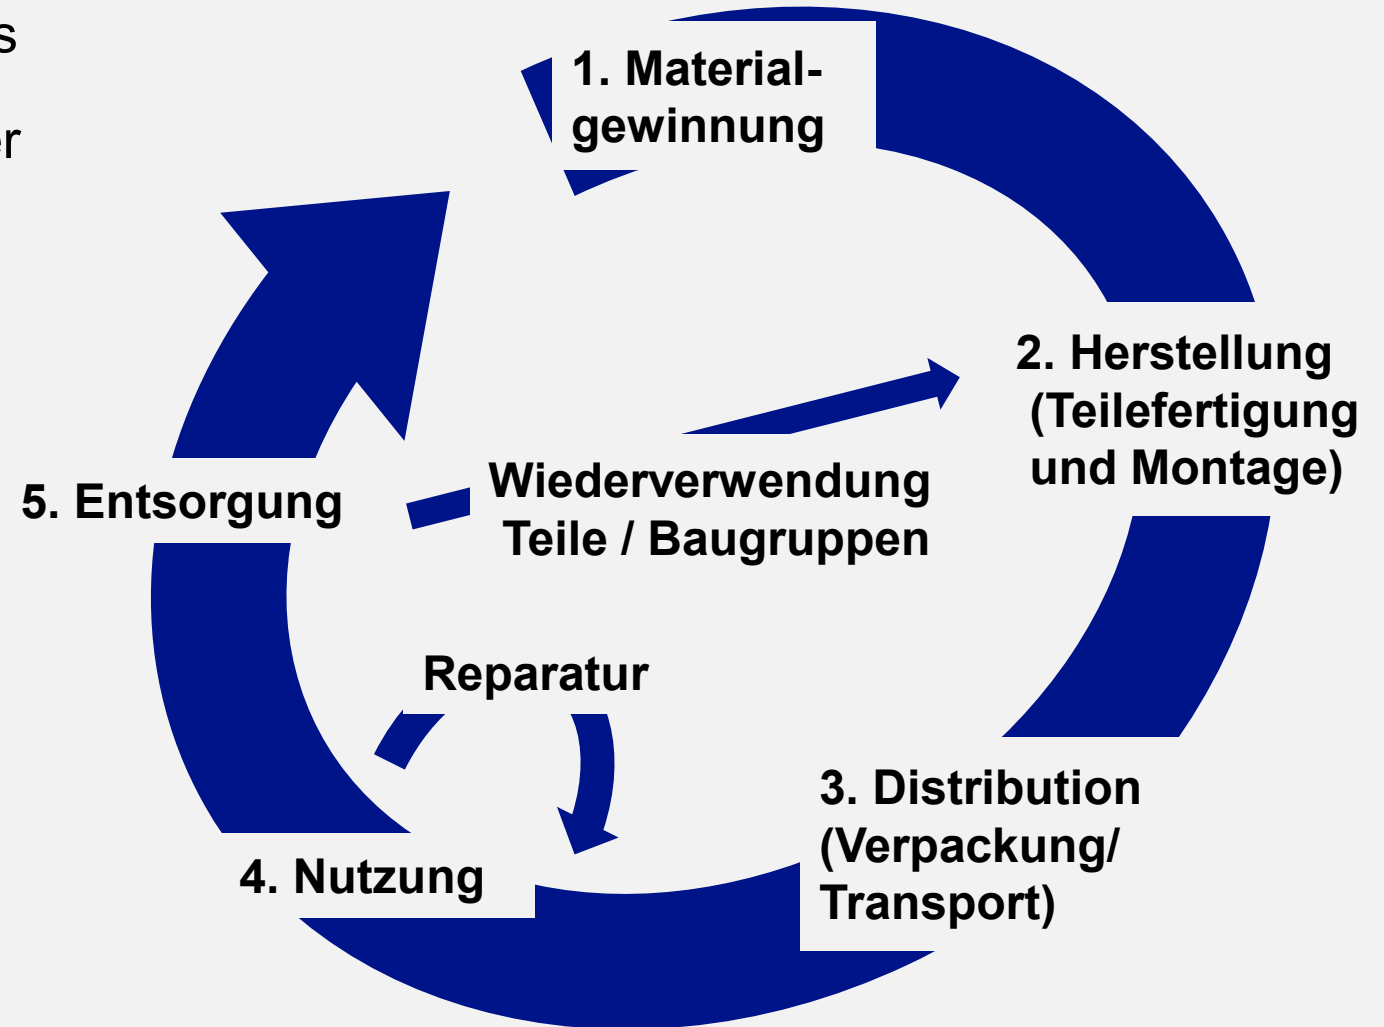 s
er
1. Material-
gewinnung
2. Herstellung
(Teilefertigung
und Montage)
5. Entsorgung
Wiederverwendung
Teile / Baugruppen
Reparatur
3. Distribution
(Verpackung/
Transport)
4. Nutzung